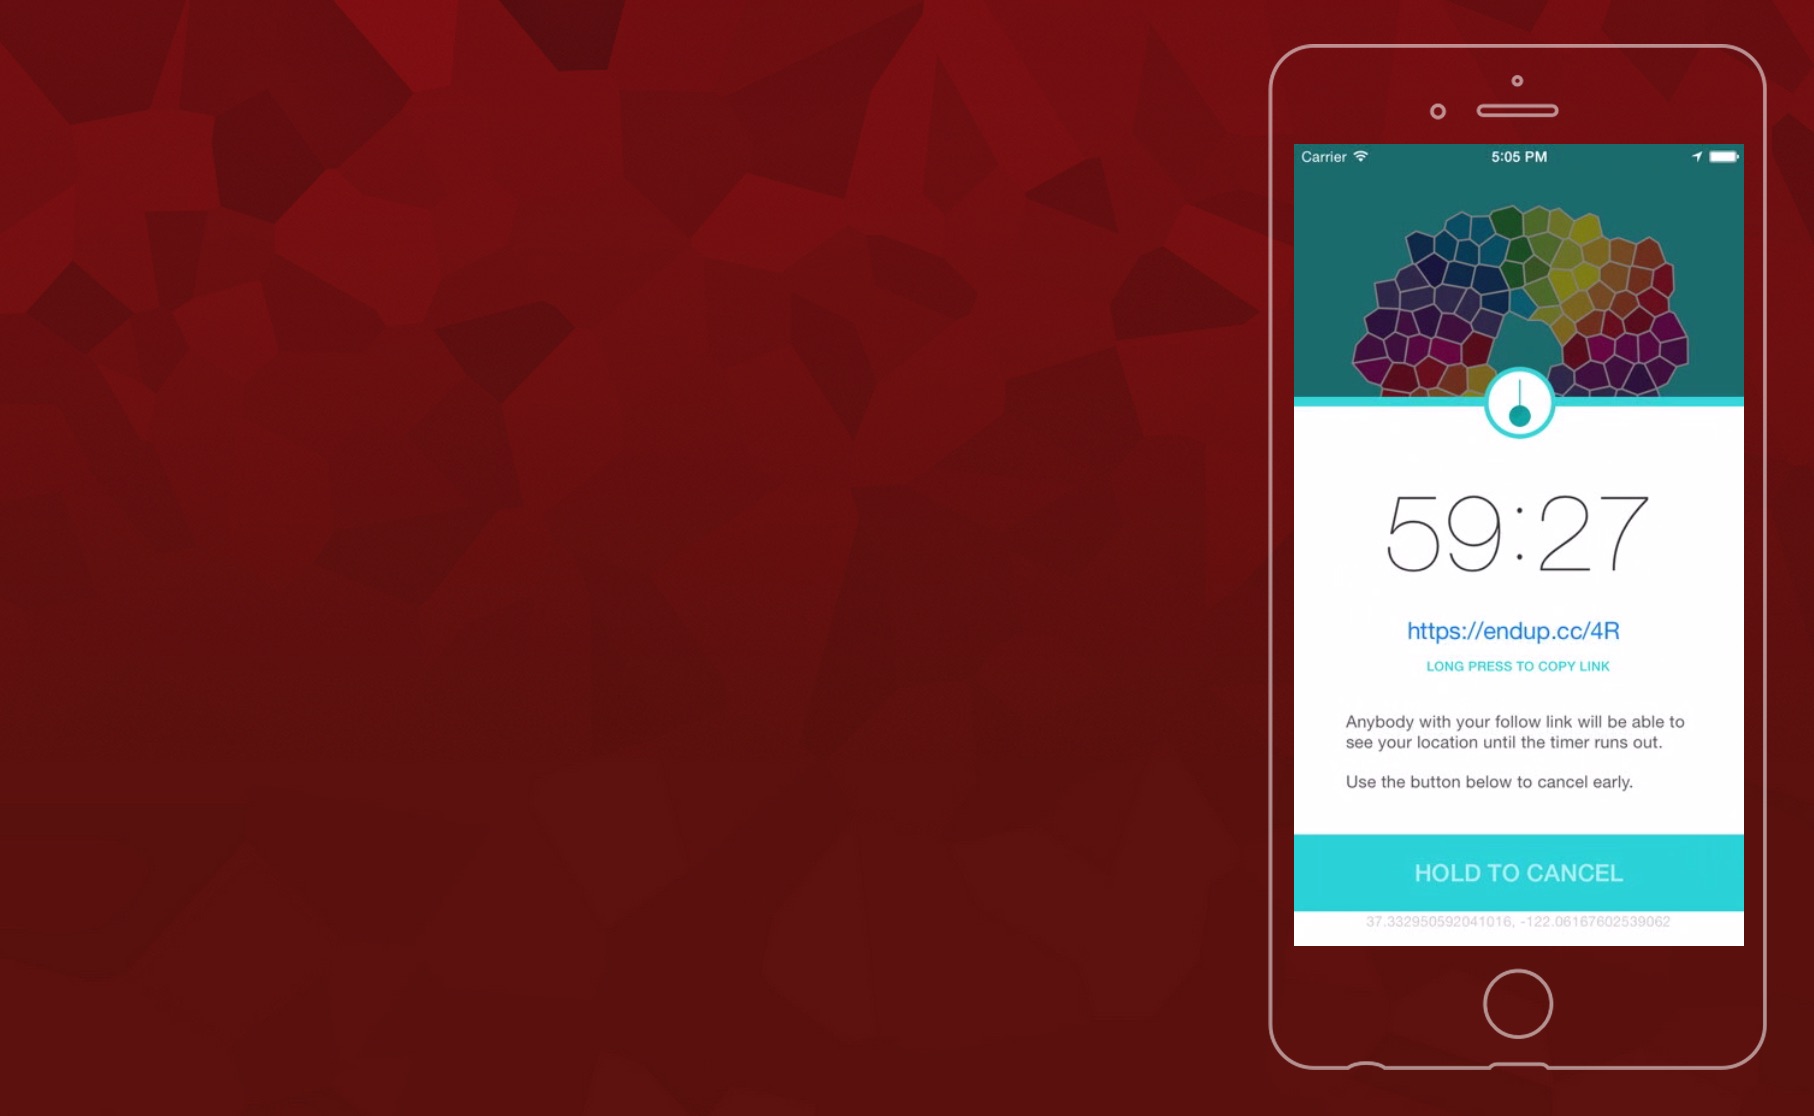 Carrier 5:05 PM
59:27
https://endup.cc/4R
LONG PRESS TO COPY LINK
Anybody with your follow link will be able to
see your location until the timer runs out.
Use the button below to cancel early.
HOLD TO CANCEL
37.332950592041016, -122.06167602539062